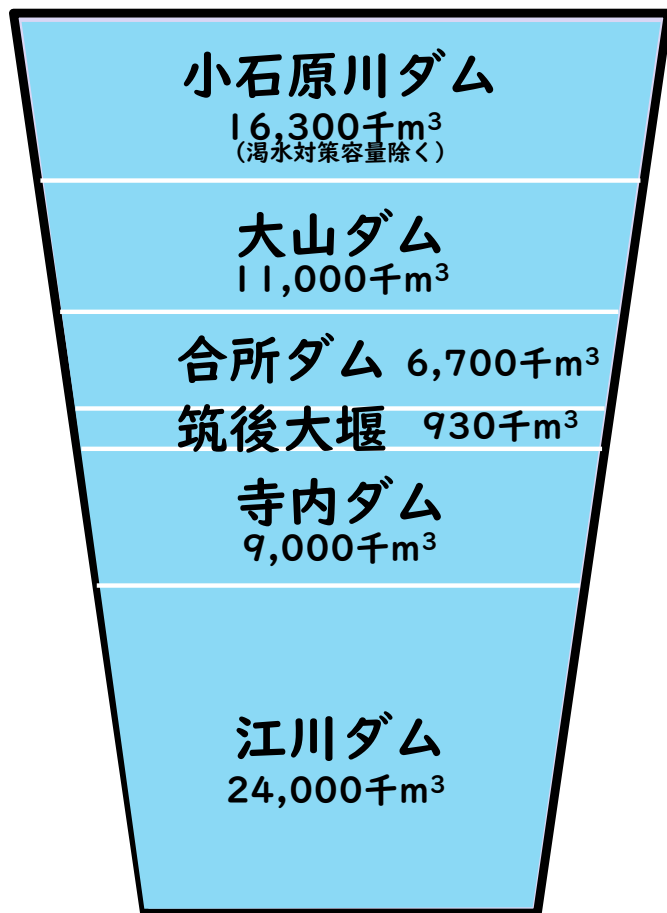 小石原川ダム
16,300千m³
(渇水対策容量除く)
大山ダム
11,000千m³
合所ダム 6,700千m³
筑後大堰 930千m³
寺内ダム
9,000千m³
江川ダム
24,000千m³